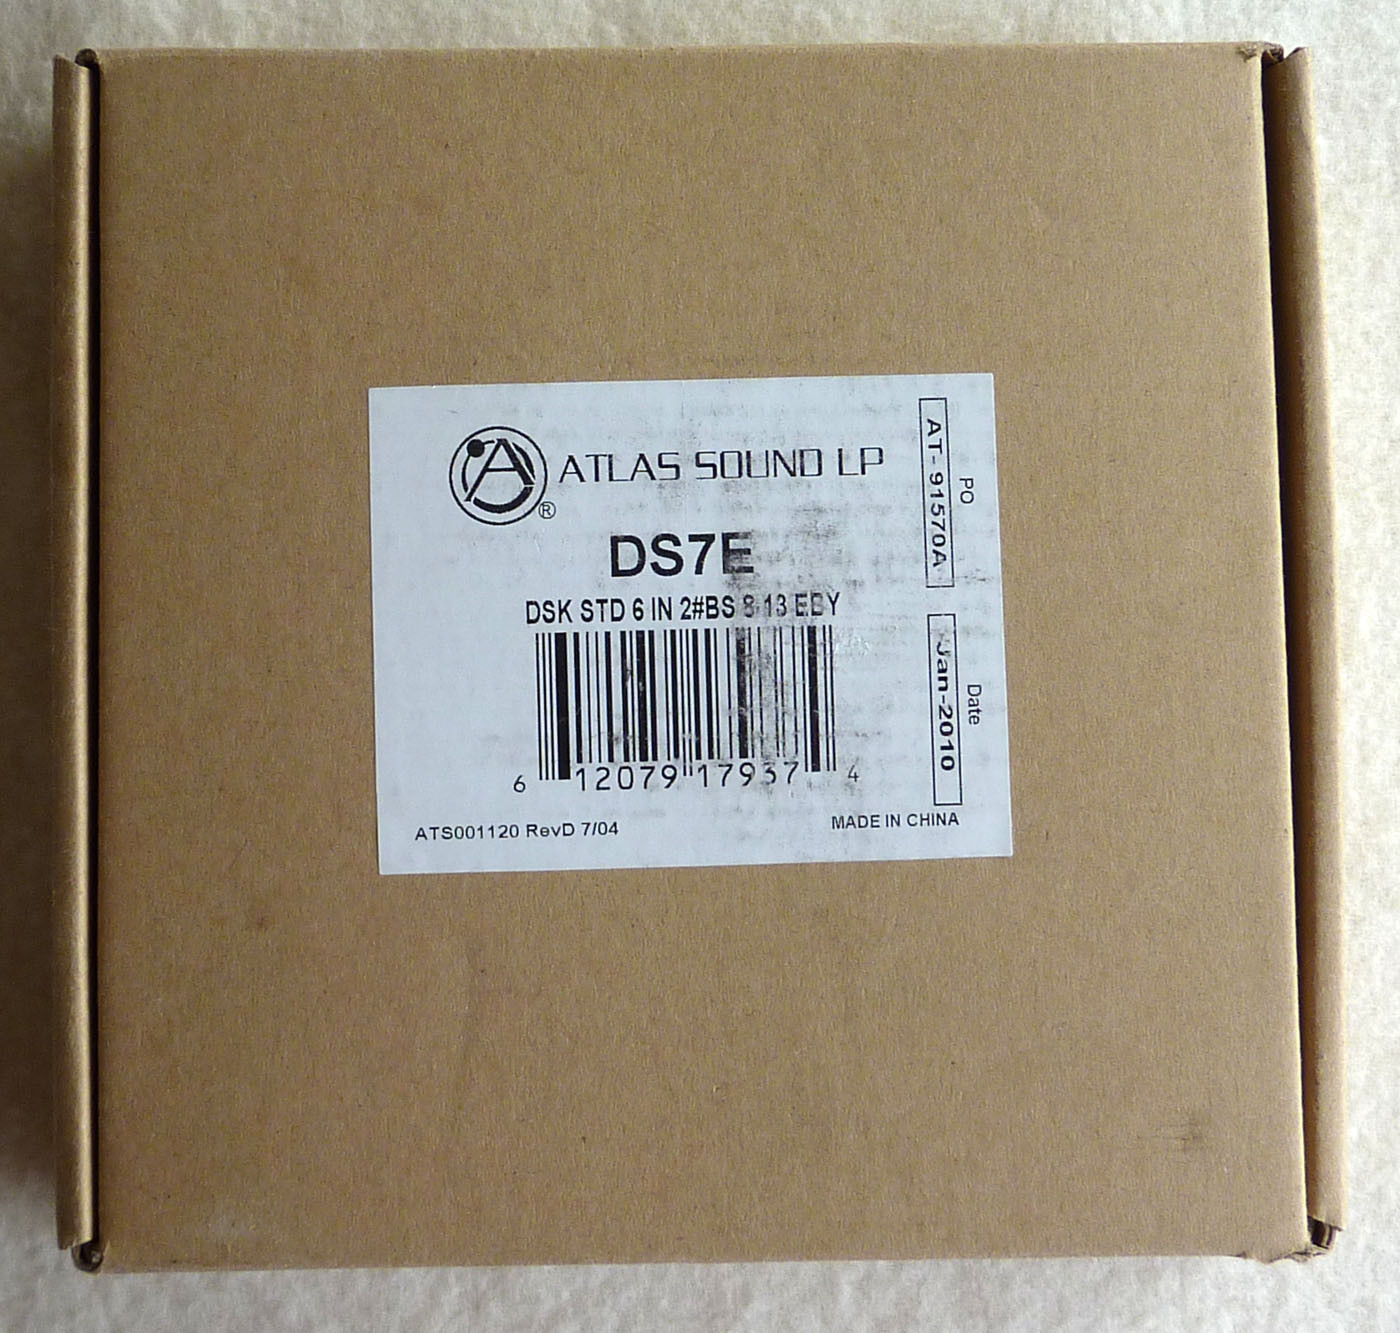 ATLAS SOUND LP
®
DS7E
DSK STD 6 IN 2#BS 8-13 EBY
6 12079 17937 4
ATS001120 RevD 7/04
MADE IN CHINA
PO
AT-91570A
Date
Jan-2010